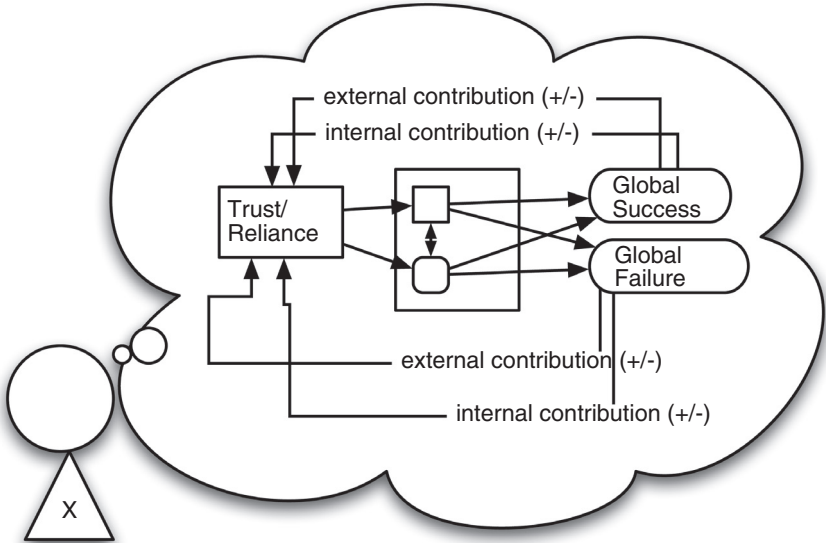 external contribution (+/-)
internal contribution (+/-)
Trust/
Reliance
Global
Success
Global
Failure
external contribution (+/-)
internal contribution (+/-)
X